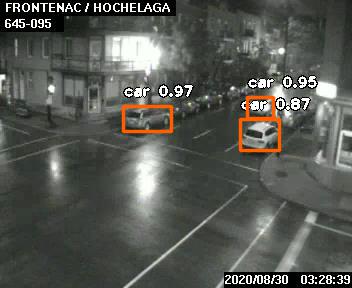 FRONTENAC / HOCHELAGA
645-095
car 0.97
car 0.95
car 0.87
2020/08/30 03:28:39